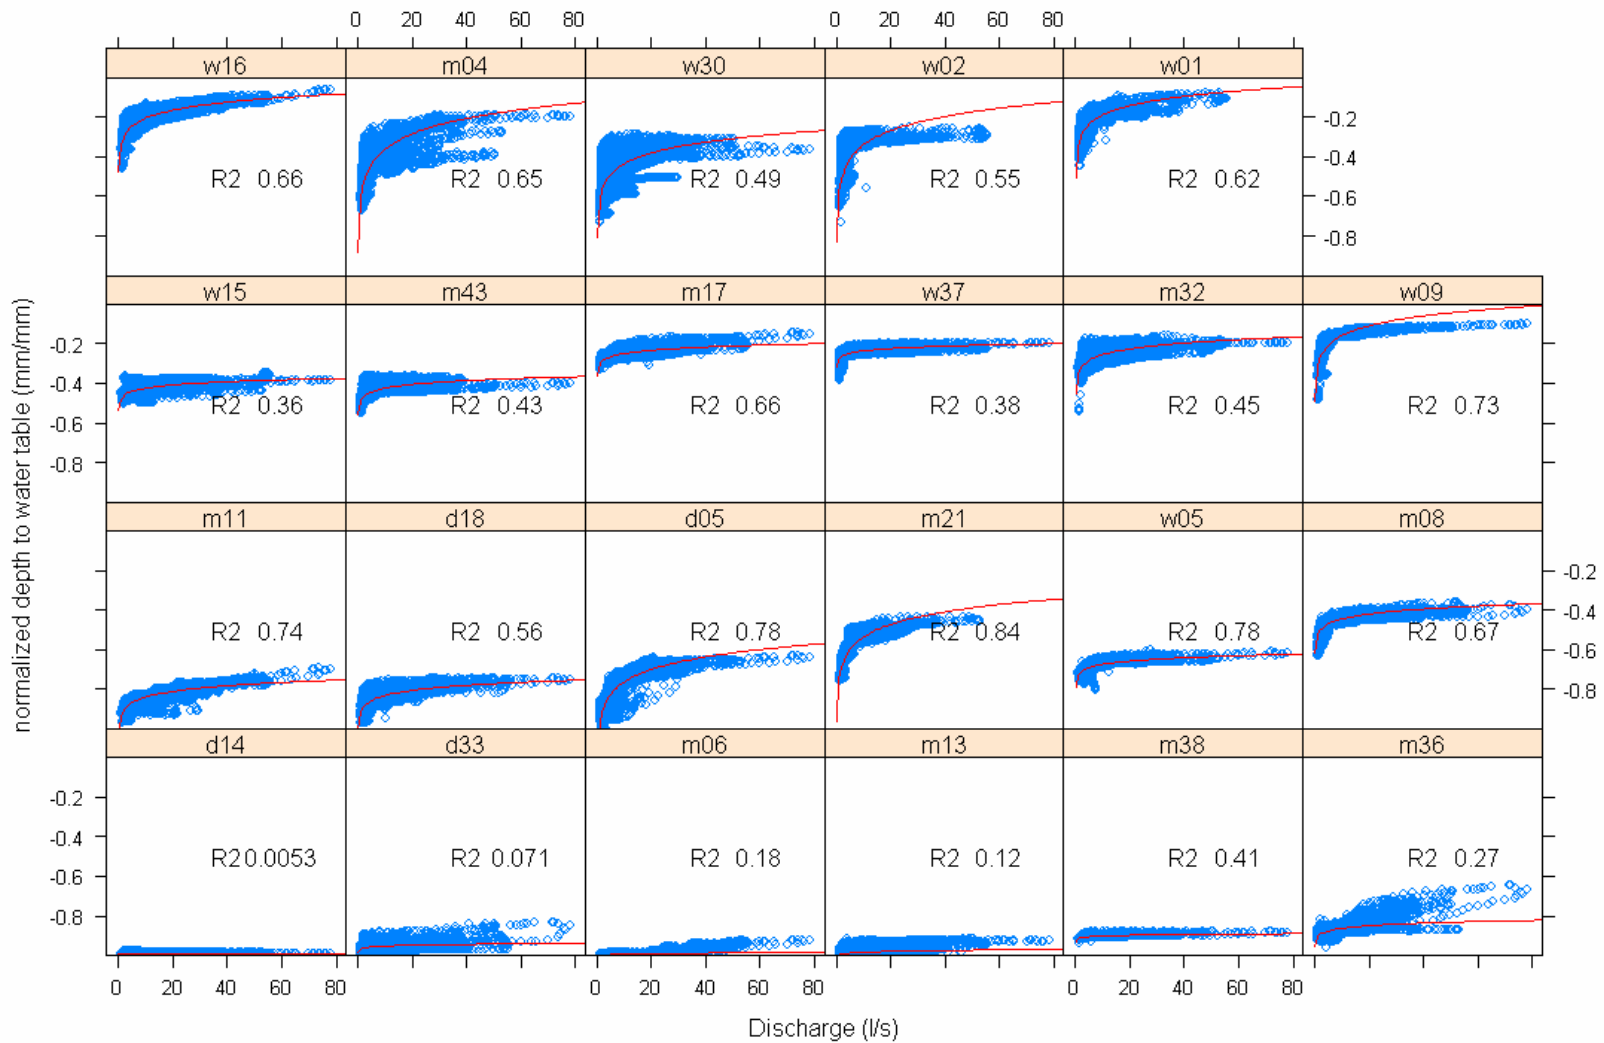 0 20 40 60 80 0 20 40 60 80
w16 m04 w30 w02 w01
R2 0.66 R2 0.65 R2 0.49 R2 0.55 R2 0.62
-0.2
-0.4
-0.6
-0.8
w15 m43 m17 w37 m32 w09
-0.2
-0.4
-0.6
-0.8
R2 0.36 R2 0.43 R2 0.66 R2 0.38 R2 0.45 R2 0.73
m11 d18 d05 m21 w05 m08
R2 0.74 R2 0.56 R2 0.78 R2 0.84 R2 0.78 R2 0.67
-0.2
-0.4
-0.6
-0.8
d14 d33 m06 m13 m38 m36
-0.2
-0.4
-0.6
-0.8
R2 0.0053 R2 0.071 R2 0.18 R2 0.12 R2 0.41 R2 0.27
0 20 40 60 80 0 20 40 60 80 0 20 40 60 80
normalized depth to water table (mm/mm)
Discharge (l/s)